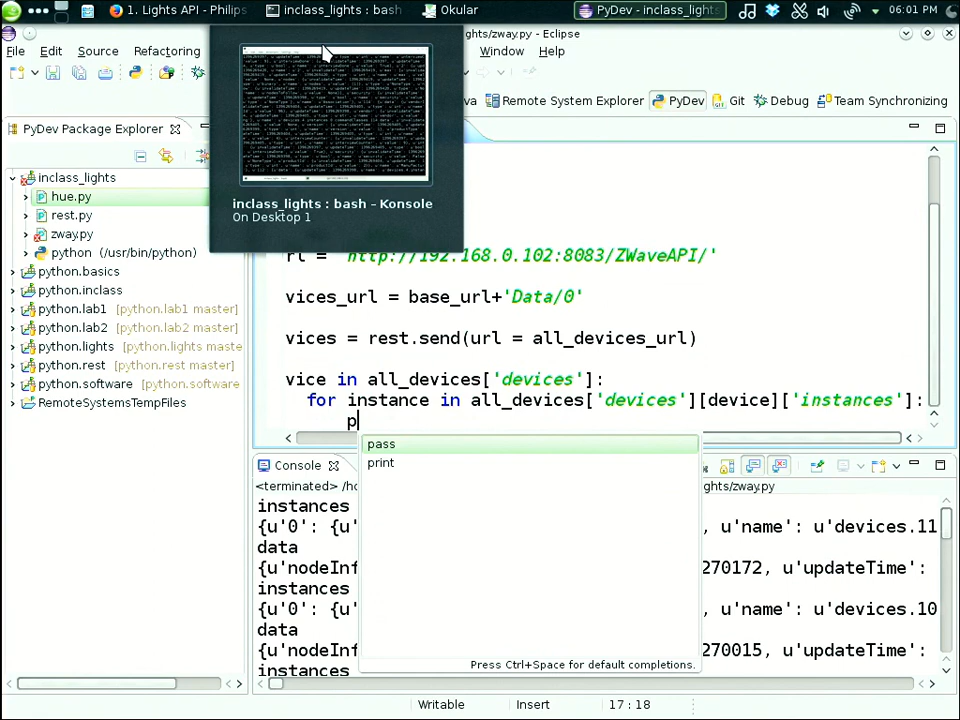 1. Lights API - Philips
inclass_lights : bash
Okular
PyDev - inclass_lights
06:01 PM
ghts/zway.py - Eclipse
File Edit Source Refactoring
Window Help
va Remote System Explorer PyDev Git Debug Team Synchronizing
PyDev Package Explorer
inclass_lights
hue.py
rest.py
zway.py
python (/usr/bin/python)
python.basics
python.inclass
python.lab1 [python.lab1 master]
python.lab2 [python.lab2 master]
python.lights [python.lights maste
python.rest [python.rest master]
python.software [python.software
RemoteSystemsTempFiles
inclass_lights : bash – Konsole
On Desktop 1
rl = 'http://192.168.0.102:8083/ZWaveAPI/'
vices_url = base_url+'Data/0'
vices = rest.send(url = all_devices_url)
vice in all_devices['devices']:
for instance in all_devices['devices'][device]['instances']:
p
pass
print
Press Ctrl+Space for default completions.
Console
<terminated> /ho
ghts/zway.py
instances
{u'0': {u' , u'name': u'devices.11
data
{u'nodeInf 270172, u'updateTime':
instances
{u'0': {u' , u'name': u'devices.10
data
{u'nodeInf 270015, u'updateTime':
instances
Writable Insert 17 : 18